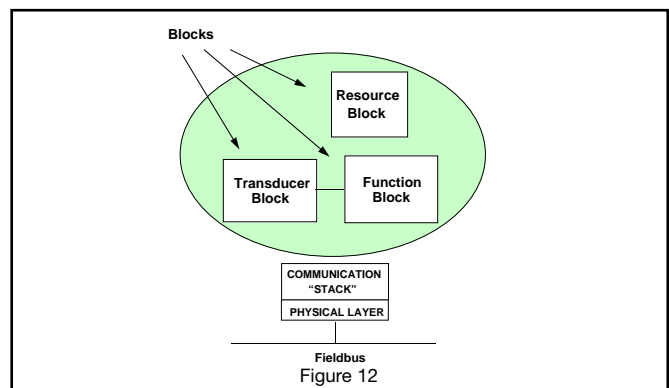 Blocks
Resource
Block
Transducer
Block
Function
Block
COMMUNICATION
“STACK”
PHYSICAL LAYER
Fieldbus
Figure 12